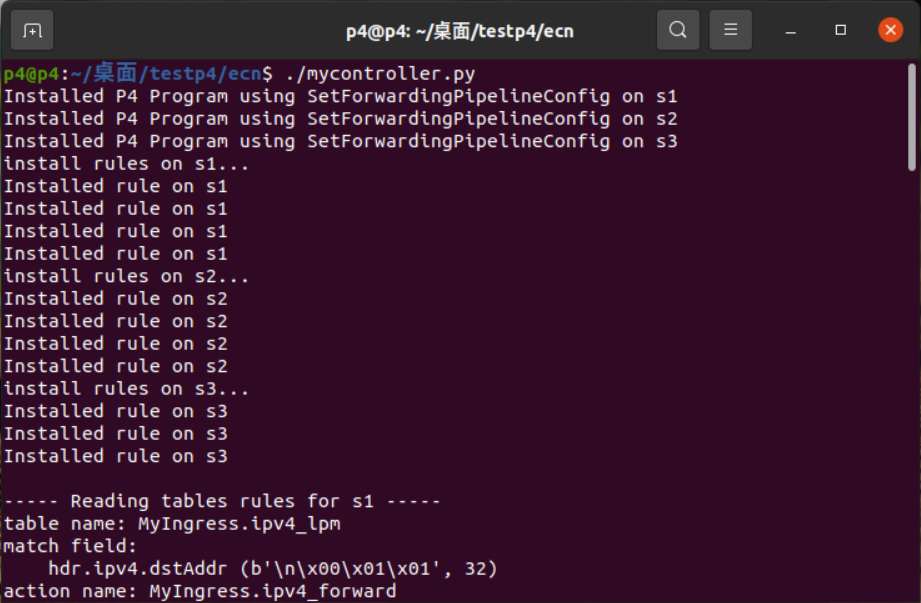 p4@p4: ~/桌面/testp4/ecn
p4@p4:~/桌面/testp4/ecn$ ./mycontroller.py
Installed P4 Program using SetForwardingPipelineConfig on s1
Installed P4 Program using SetForwardingPipelineConfig on s2
Installed P4 Program using SetForwardingPipelineConfig on s3
install rules on s1...
Installed rule on s1
Installed rule on s1
Installed rule on s1
Installed rule on s1
install rules on s2...
Installed rule on s2
Installed rule on s2
Installed rule on s2
Installed rule on s2
install rules on s3...
Installed rule on s3
Installed rule on s3
Installed rule on s3
----- Reading tables rules for s1 -----
table name: MyIngress.ipv4_lpm
match field:
    hdr.ipv4.dstAddr (b'\n\x00\x01\x01', 32)
action name: MyIngress.ipv4_forward